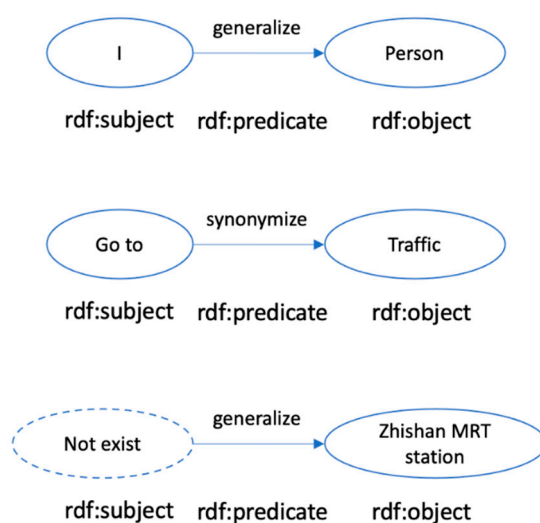 generalize
I
Person
rdf:subject rdf:predicate rdf:object
synonymize
Go to
Traffic
rdf:subject rdf:predicate rdf:object
generalize
Not exist
Zhishan MRT
station
rdf:subject rdf:predicate rdf:object